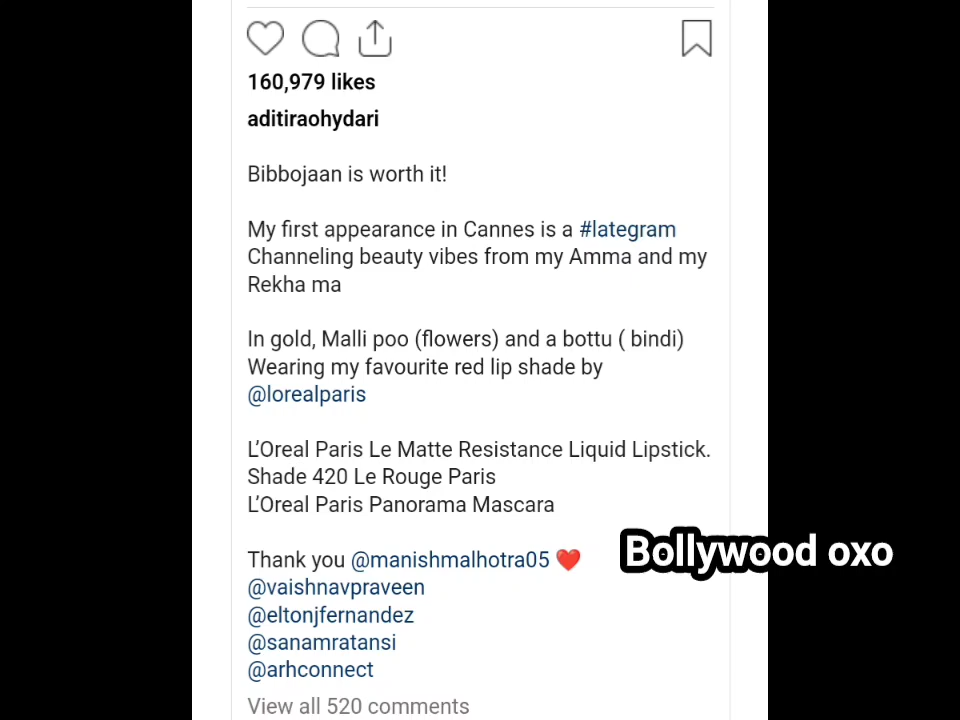 160,979 likes
aditiraohydari
Bibbojaan is worth it!
My first appearance in Cannes is a #lategram
Channeling beauty vibes from my Amma and my
Rekha ma
In gold, Malli poo (flowers) and a bottu ( bindi)
Wearing my favourite red lip shade by
@lorealparis
L’Oreal Paris Le Matte Resistance Liquid Lipstick.
Shade 420 Le Rouge Paris
L’Oreal Paris Panorama Mascara
Thank you @manishmalhotra05 ❤️
Bollywood oxo
@vaishnavpraveen
@eltonjfernandez
@sanamratansi
@arhconnect
View all 520 comments